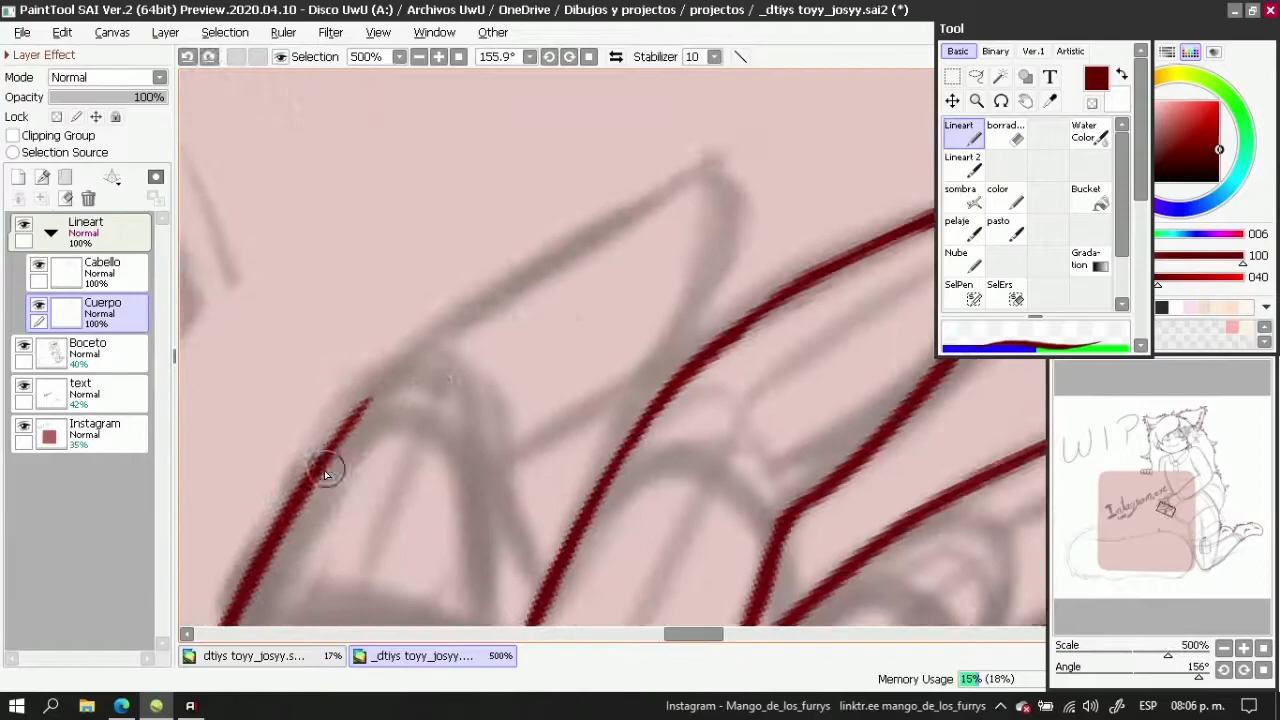 PaintTool SAI Ver.2 (64bit) Preview.2020.04.10 - Disco UwU (A:) / Archivos UwU / OneDrive / Dibujos y projectos / projectos / _dtiys toyy_josyy.sai2 (*)
File Edit Canvas Layer Selection Ruler Filter View Window Other
Layer Effect
Selection 500% 155.9° Stabilizer 10
Mode Normal
Opacity 100%
Lock
Clipping Group
Selection Source
Lineart
Normal
100%
Cabello
Normal
100%
Cuerpo
Normal
100%
Boceto
Normal
40%
text
Normal
42%
Instagram
Normal
35%
Tool
Basic Binary Ver.1 Artistic
T
Lineart borrad... Water Color
Lineart 2
sombra color Bucket
pelaje pasto
Nube Grada-tion
SelPen SelErs
006
100
040
WIP
Instagram
Scale 500%
Angle 156°
dtiys toyy_josyy.s... 17% _dtiys toyy_josyy.... 500%
Memory Usage 15% (18%)
Instagram - Mango_de_los_furrys linktr.ee mango_de_los_furrys ESP 08:06 p. m.